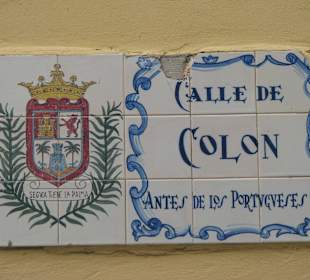 CALLE DE
COLON
ANTES DE LOS PORTVGVESES
SEGVRA TIENE LA PALMA